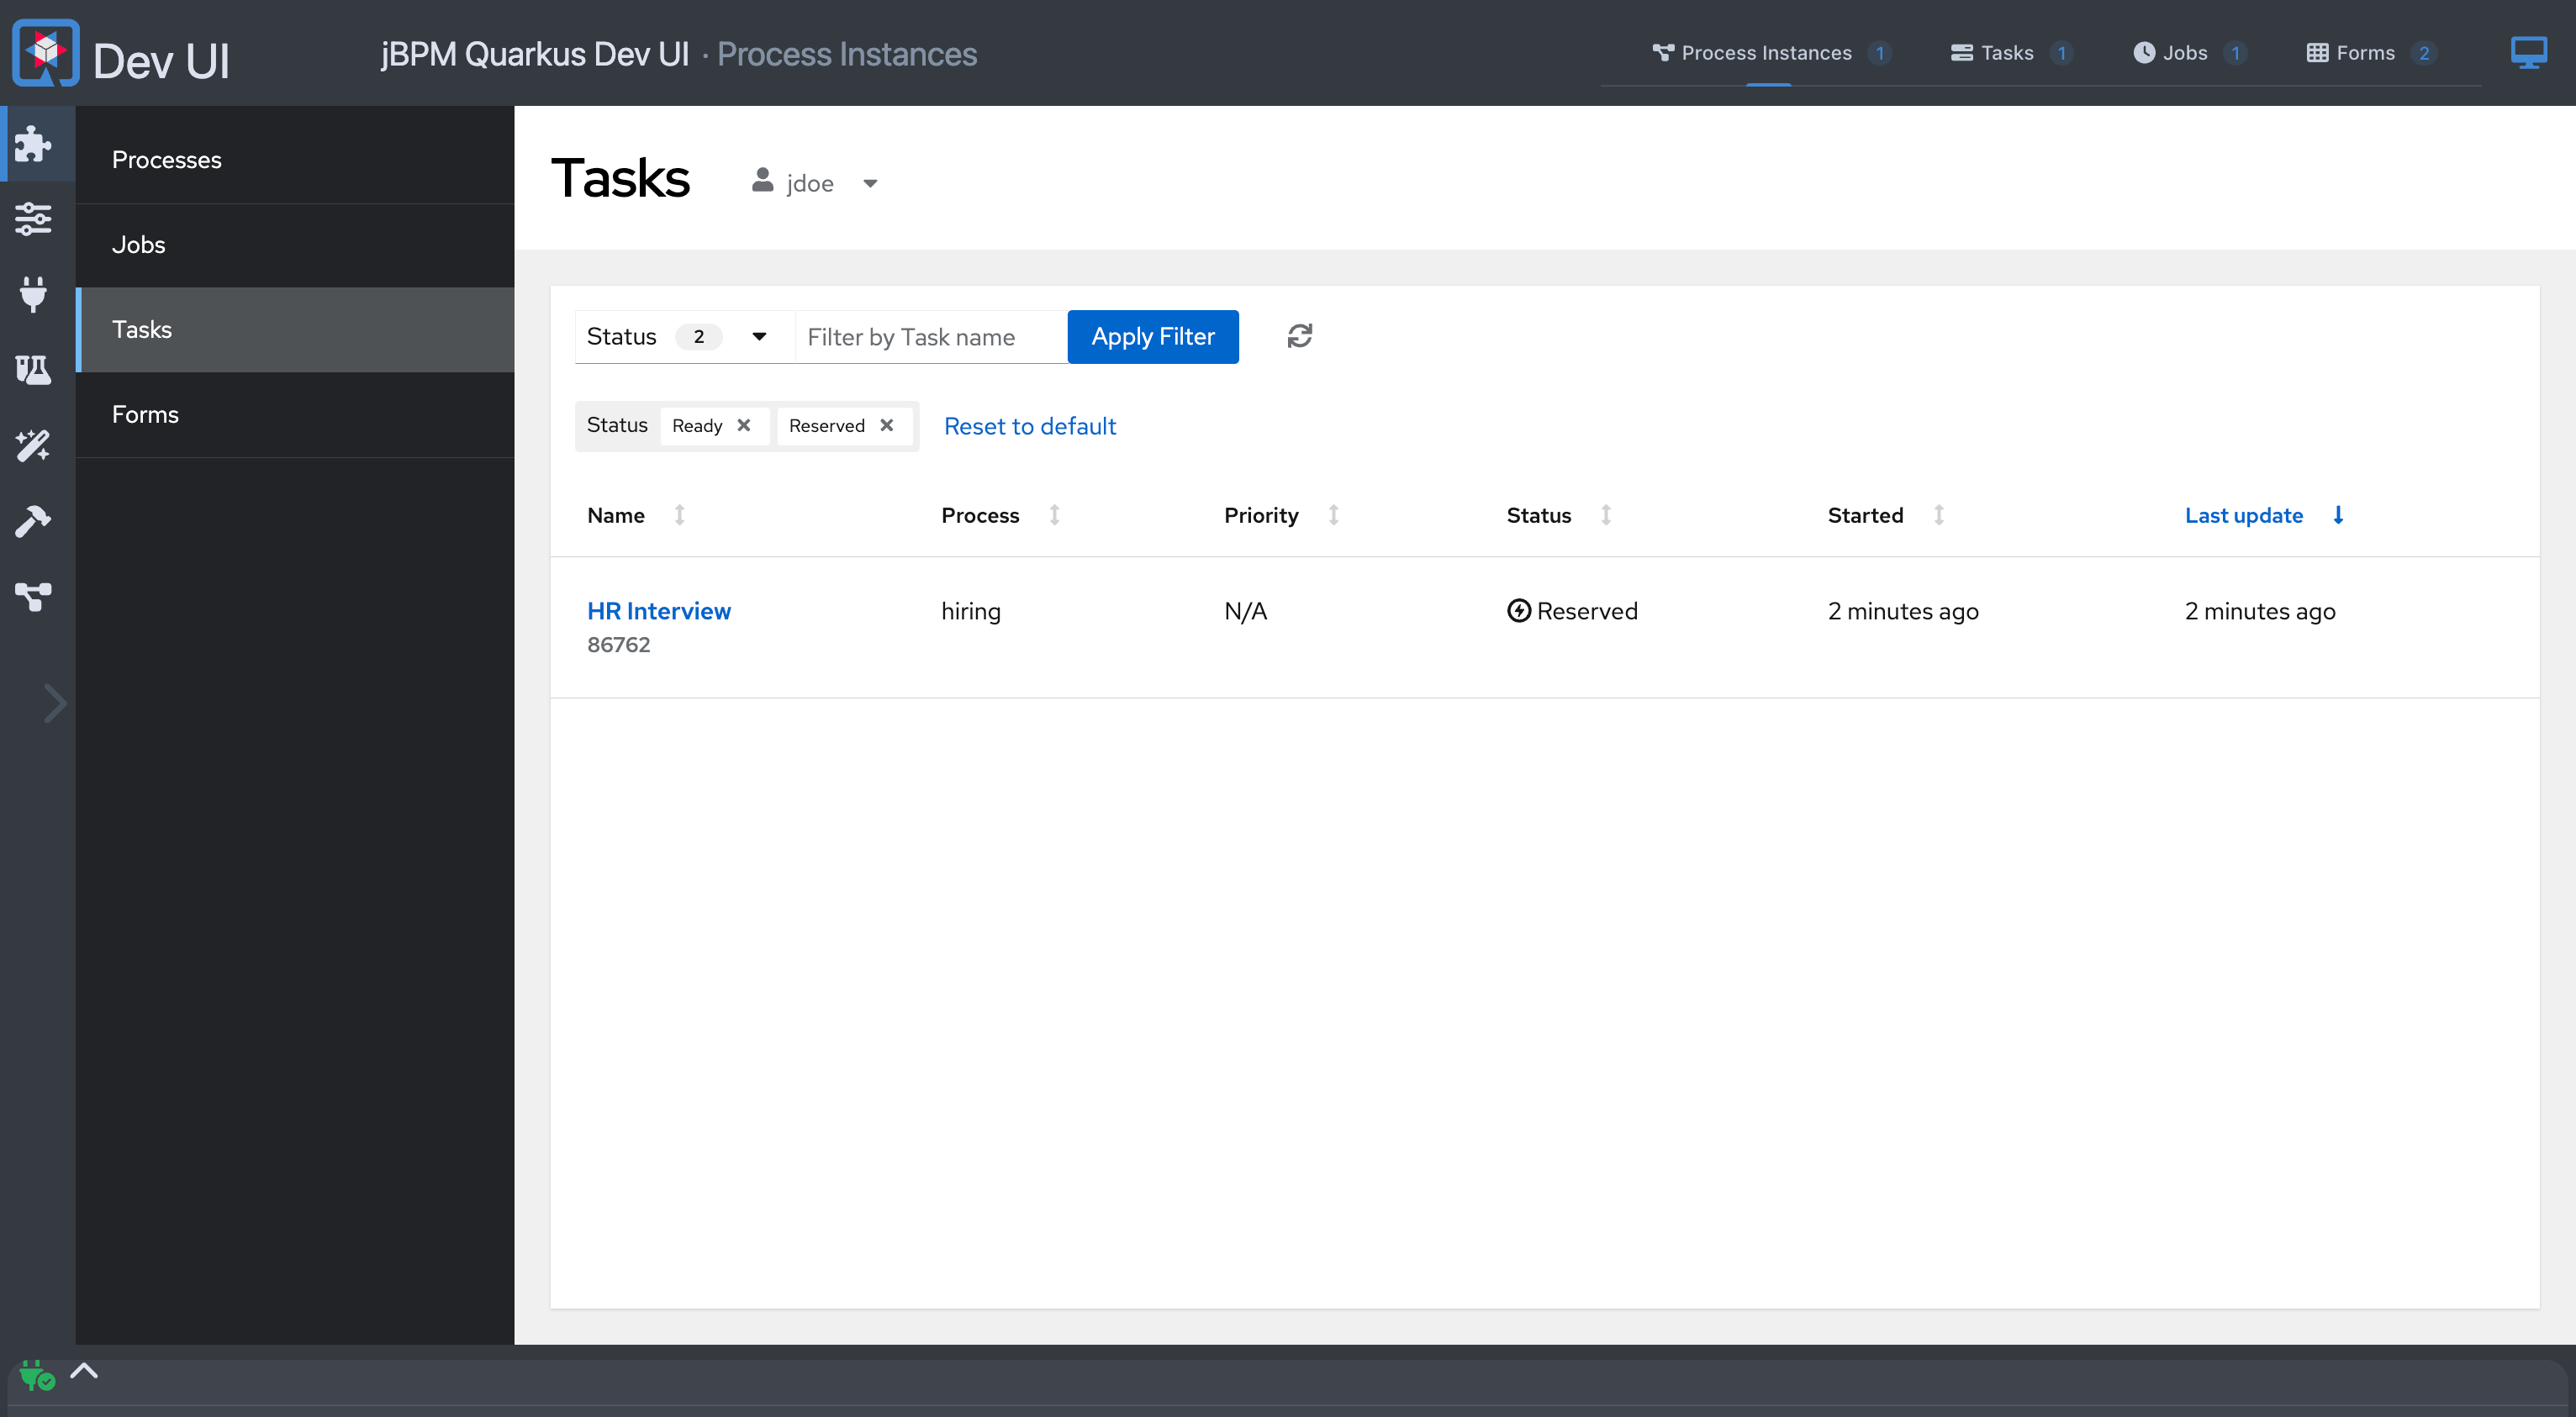 Dev UI
jBPM Quarkus Dev UI · Process Instances
Process Instances 1
Tasks 1
Jobs 1
Forms 2
Processes
Jobs
Tasks
Forms
Tasks
jdoe
Status 2
Filter by Task name
Apply Filter
Status Ready Reserved Reset to default
Name Process Priority Status Started Last update
HR Interview hiring N/A Reserved 2 minutes ago 2 minutes ago
86762